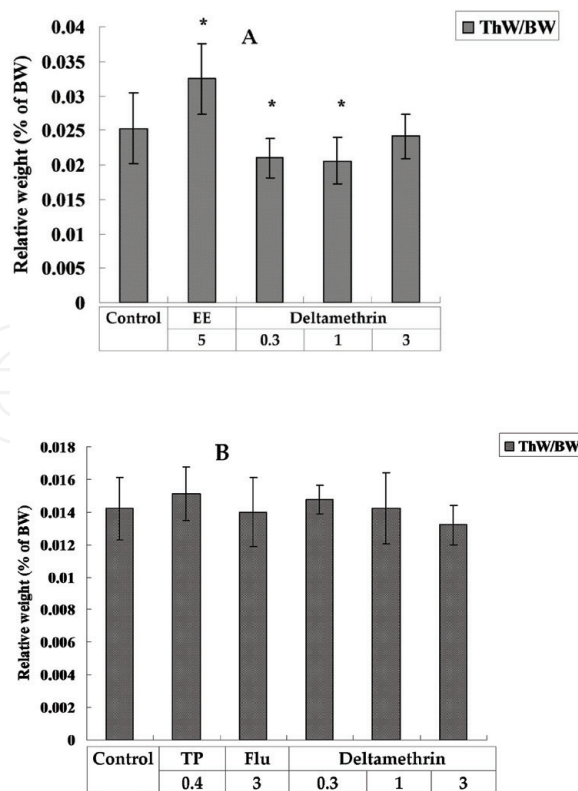 A
ThW/BW
*
* *
0.04
0.035
0.03
0.025
0.02
0.015
0.01
0.005
0
Relative weight (% of BW)
Control EE Deltamethrin
5 0.3 1 3
B
ThW/BW
0.018
0.016
0.014
0.012
0.01
0.008
0.006
0.004
0.002
0
Relative weight (% of BW)
Control TP Flu Deltamethrin
0.4 3 0.3 1 3